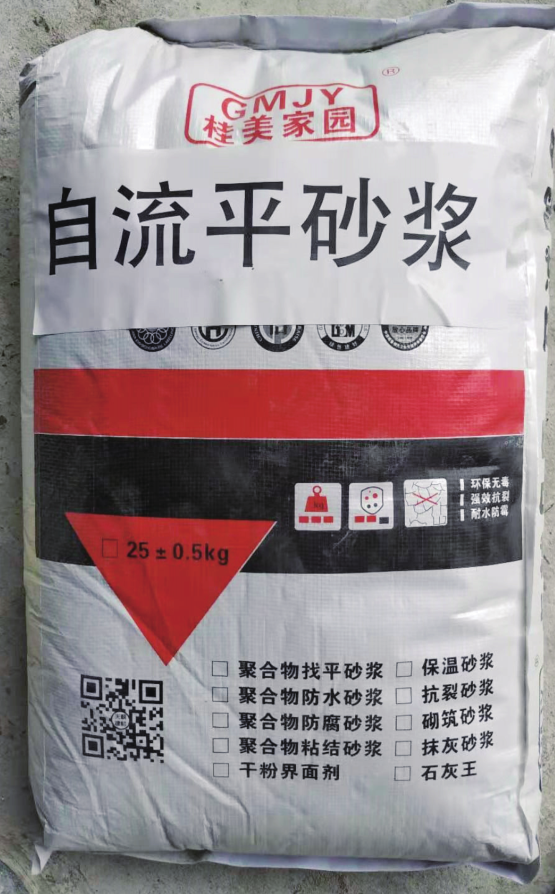 GMJY
桂美家园
®
自流平砂浆
环保无毒
强效抗裂
耐水防霉
kg
□ 25±0.5kg
□ 聚合物找平砂浆 □ 保温砂浆
□ 聚合物防水砂浆 □ 抗裂砂浆
□ 聚合物防腐砂浆 □ 砌筑砂浆
□ 聚合物粘结砂浆 □ 抹灰砂浆
□ 干粉界面剂 □ 石灰王